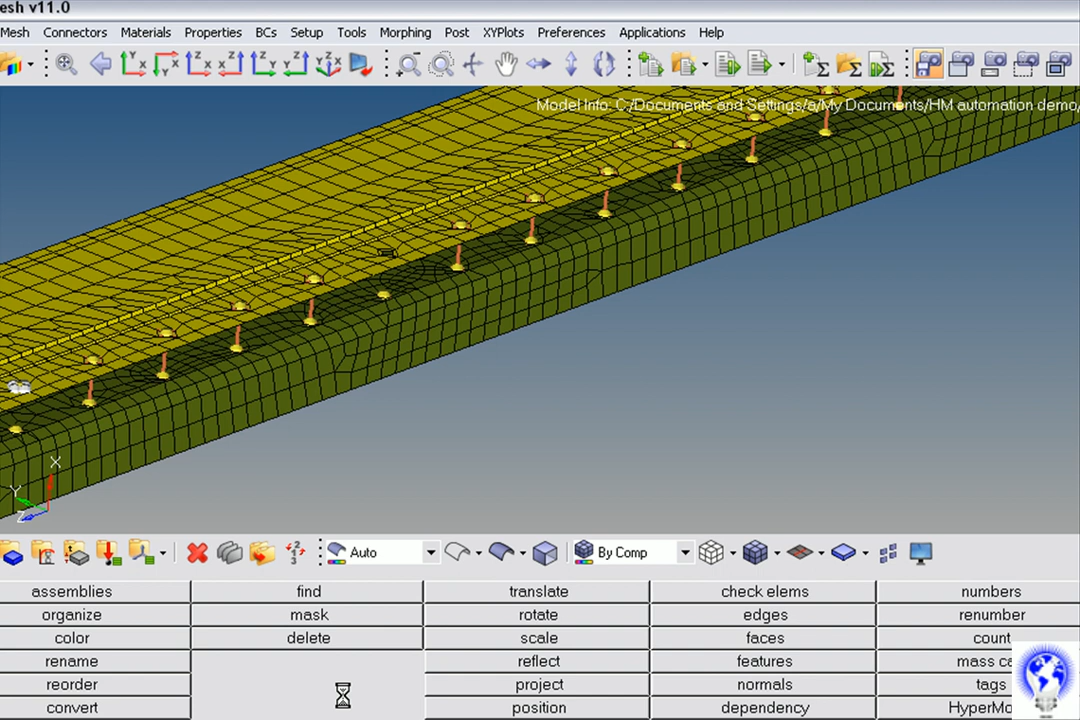 esh v11.0
Mesh Connectors Materials Properties BCs Setup Tools Morphing Post XYPlots Preferences Applications Help
Model Info: C:/Documents and Settings/a/My Documents/HM automation demo/
X
Y
Z
Auto By Comp
assemblies find translate check elems numbers
organize mask rotate edges renumber
color delete scale faces count
rename reflect features mass ca
reorder project normals tags
convert position dependency HyperMo